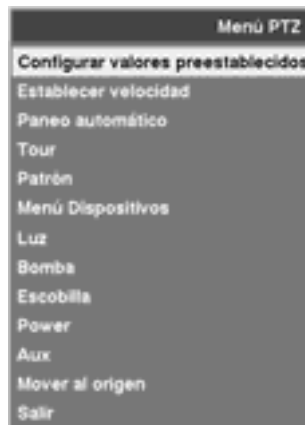 Menú PTZ
Configurar valores preestablecidos
Establecer velocidad
Paneo automático
Tour
Patrón
Menú Dispositivos
Luz
Bomba
Escobilla
Power
Aux
Mover al origen
Salir